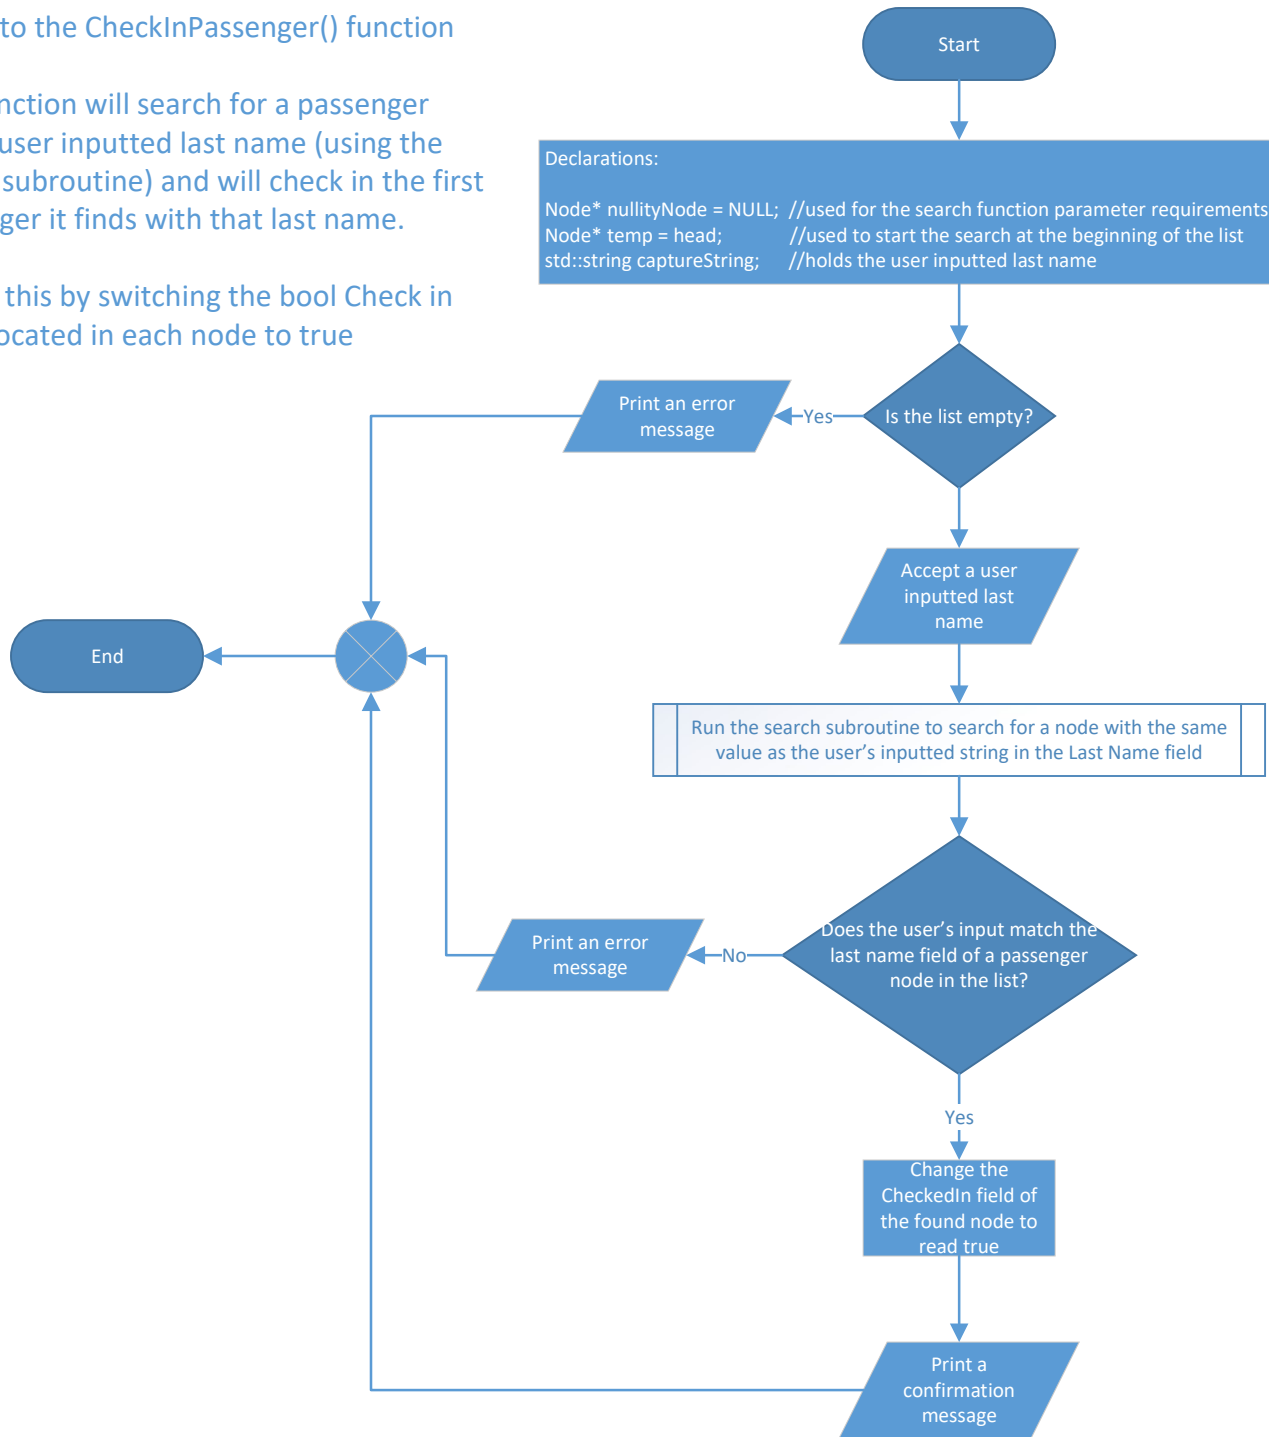 to the CheckInPassenger() function
nction will search for a passenger
user inputted last name (using the
subroutine) and will check in the first
ger it finds with that last name.
this by switching the bool Check in
ocated in each node to true
Start
Declarations:
Node* nullityNode = NULL; //used for the search function parameter requirements
Node* temp = head; //used to start the search at the beginning of the list
std::string captureString; //holds the user inputted last name
Is the list empty?
Yes
Print an error
message
Accept a user
inputted last
name
End
Run the search subroutine to search for a node with the same
value as the user’s inputted string in the Last Name field
Does the user’s input match the
last name field of a passenger
node in the list?
No
Print an error
message
Yes
Change the
CheckedIn field of
the found node to
read true
Print a
confirmation
message